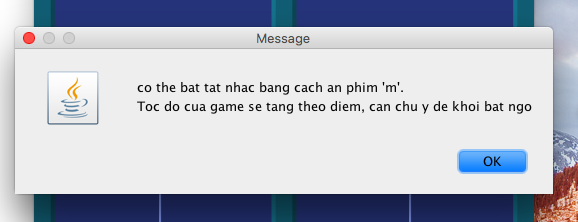 Message
co the bat tat nhac bang cach an phim 'm'.
Toc do cua game se tang theo diem, can chu y de khoi bat ngo
OK